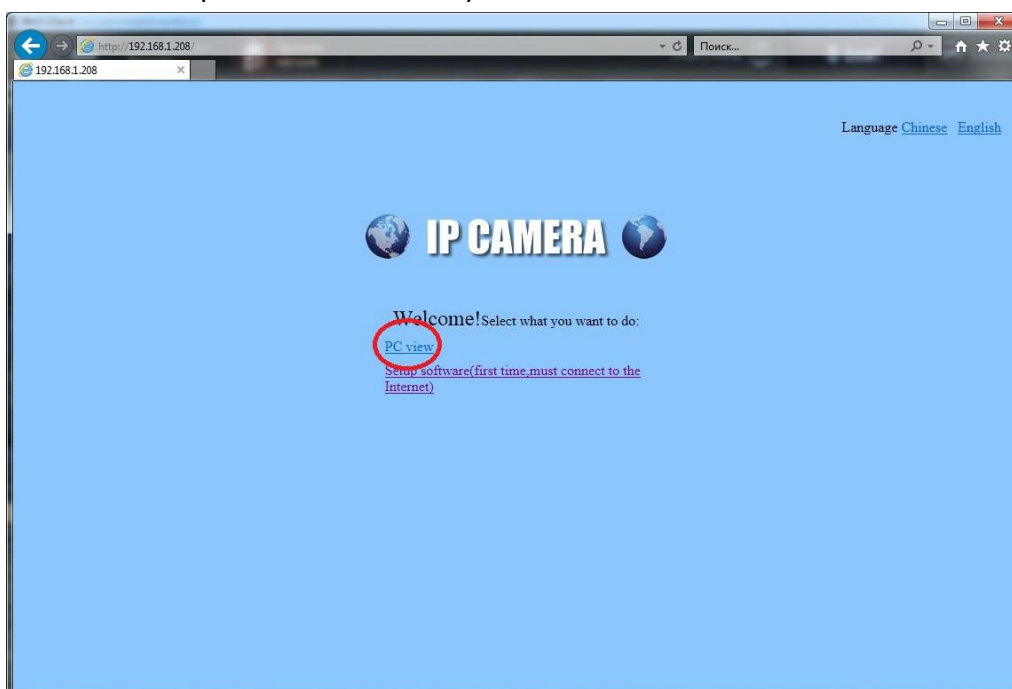 http://192.168.1.208/
Поиск...
192.168.1.208
Language Chinese English
IP CAMERA
Welcome!Select what you want to do:
PC view
Setup software(first time,must connect to the
Internet)